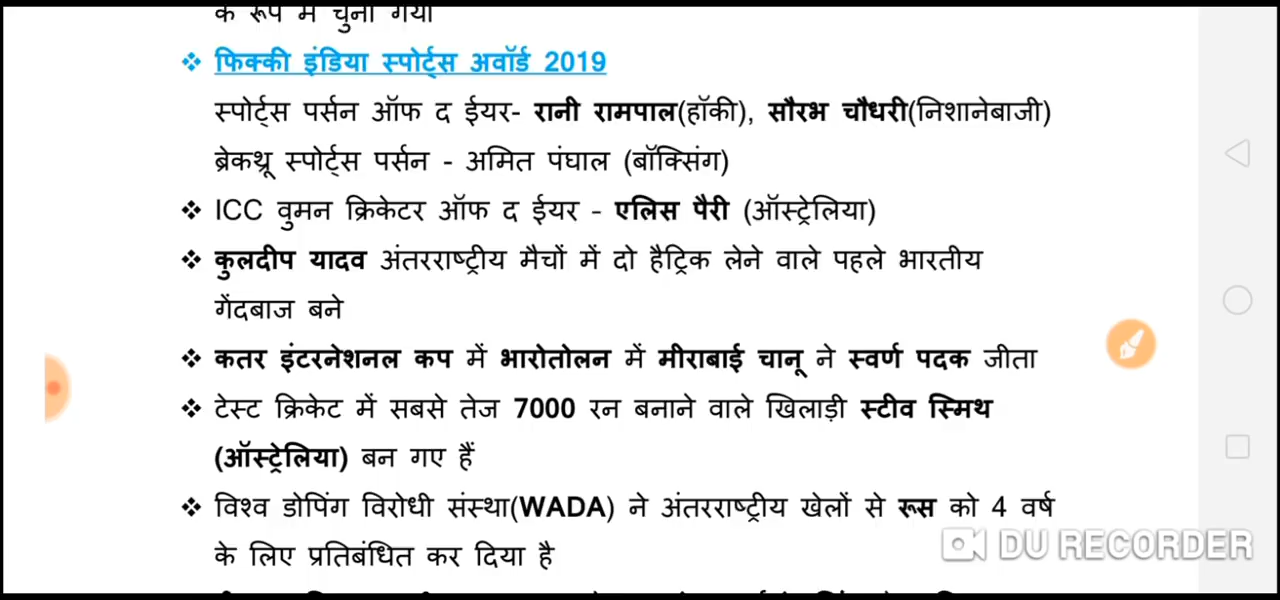 के रूप में चुना गया
❖ फिक्की इंडिया स्पोर्ट्स अवॉर्ड 2019
स्पोर्ट्स पर्सन ऑफ द ईयर- रानी रामपाल(हॉकी), सौरभ चौधरी(निशानेबाजी)
ब्रेकथ्रू स्पोर्ट्स पर्सन - अमित पंघाल (बॉक्सिंग)
❖ ICC वुमन क्रिकेटर ऑफ द ईयर - एलिस पैरी (ऑस्ट्रेलिया)
❖ कुलदीप यादव अंतरराष्ट्रीय मैचों में दो हैट्रिक लेने वाले पहले भारतीय
गेंदबाज बने
❖ कतर इंटरनेशनल कप में भारोतोलन में मीराबाई चानू ने स्वर्ण पदक जीता
❖ टेस्ट क्रिकेट में सबसे तेज 7000 रन बनाने वाले खिलाड़ी स्टीव स्मिथ
(ऑस्ट्रेलिया) बन गए हैं
❖ विश्व डोपिंग विरोधी संस्था(WADA) ने अंतरराष्ट्रीय खेलों से रूस को 4 वर्ष
के लिए प्रतिबंधित कर दिया है
DU RECORDER